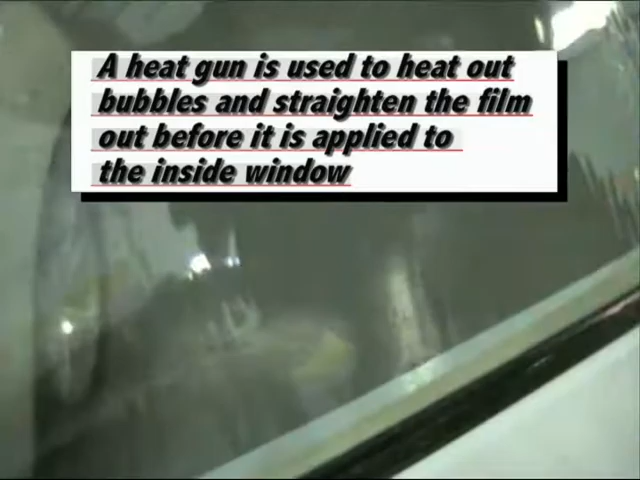 A heat gun is used to heat out
bubbles and straighten the film
out before it is applied to
the inside window